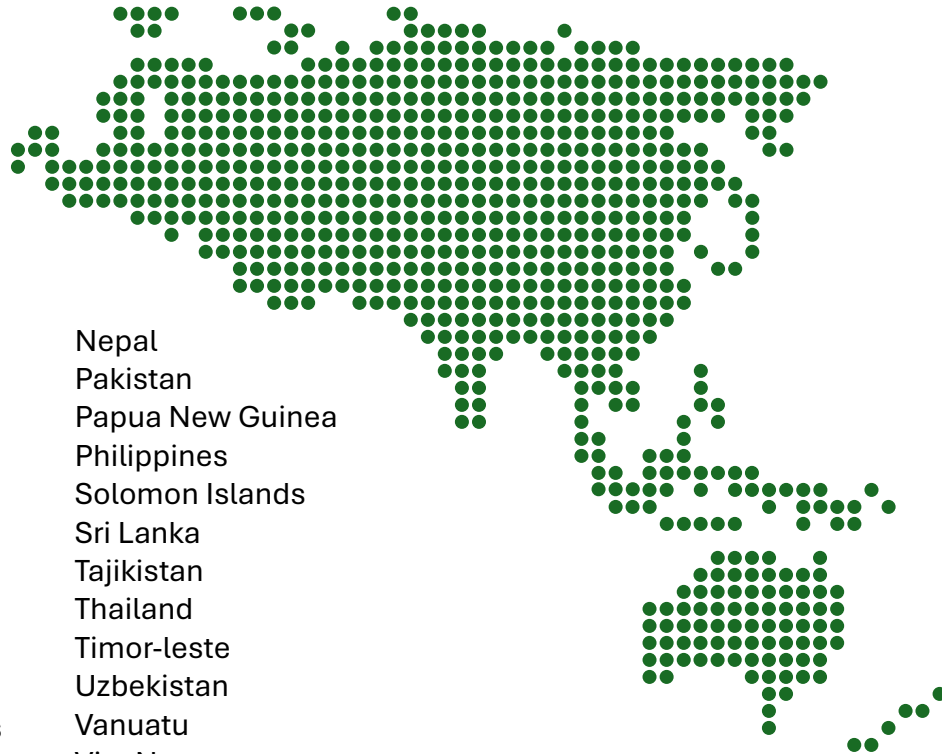 Nepal
Pakistan
Papua New Guinea
Philippines
Solomon Islands
Sri Lanka
Tajikistan
Thailand
Timor-leste
Uzbekistan
Vanuatu